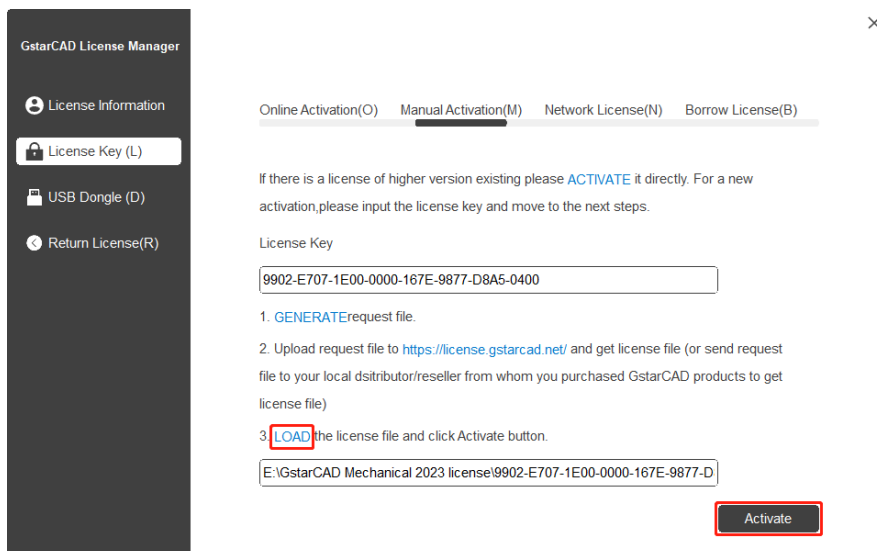 GstarCAD License Manager
License Information
License Key (L)
USB Dongle (D)
Return License(R)
Online Activation(O) Manual Activation(M) Network License(N) Borrow License(B)
If there is a license of higher version existing please ACTIVATE it directly. For a new
activation,please input the license key and move to the next steps.
License Key
9902-E707-1E00-0000-167E-9877-D8A5-0400
1. GENERATErequest file.
2. Upload request file to https://license.gstarcad.net/ and get license file (or send request
file to your local dsitributor/reseller from whom you purchased GstarCAD products to get
license file)
3. LOAD the license file and click Activate button.
E:\GstarCAD Mechanical 2023 license\9902-E707-1E00-0000-167E-9877-D
Activate